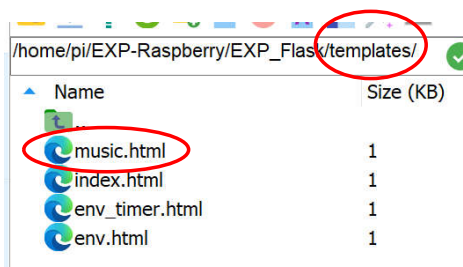 /home/pi/EXP-Raspberry/EXP_Flask/templates/
Name Size (KB)
..
music.html 1
index.html 1
env_timer.html 1
env.html 1